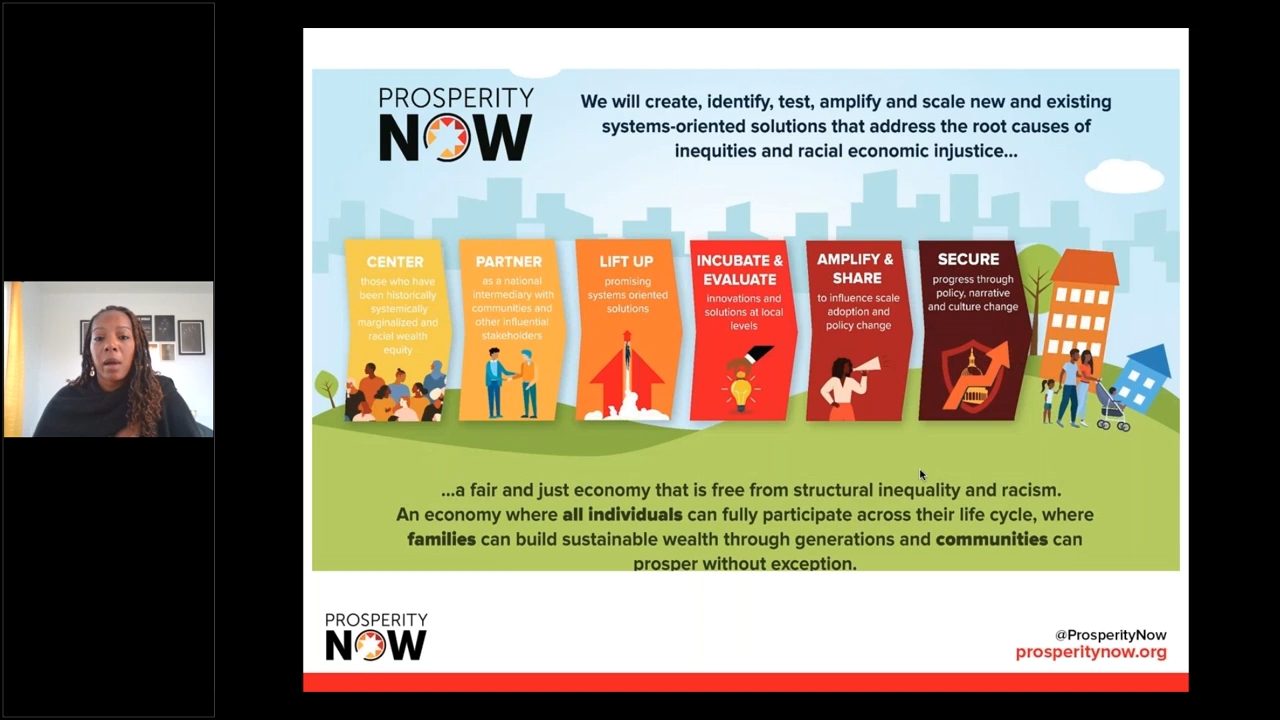 PROSPERITY
NOW
We will create, identify, test, amplify and scale new and existing
systems-oriented solutions that address the root causes of
inequities and racial economic injustice...
CENTER
those who have
been historically
systemically
marginalized and
racial wealth
equity
PARTNER
as a national
intermediary with
communities and
other influential
stakeholders
LIFT UP
promising
systems oriented
solutions
INCUBATE &
EVALUATE
innovations and
solutions at local
levels
AMPLIFY &
SHARE
to influence scale
adoption and
policy change
SECURE
progress through
policy, narrative
and culture change
...a fair and just economy that is free from structural inequality and racism.
An economy where all individuals can fully participate across their life cycle, where
families can build sustainable wealth through generations and communities can
prosper without exception.
PROSPERITY
NOW
@ProsperityNow
prosperitynow.org